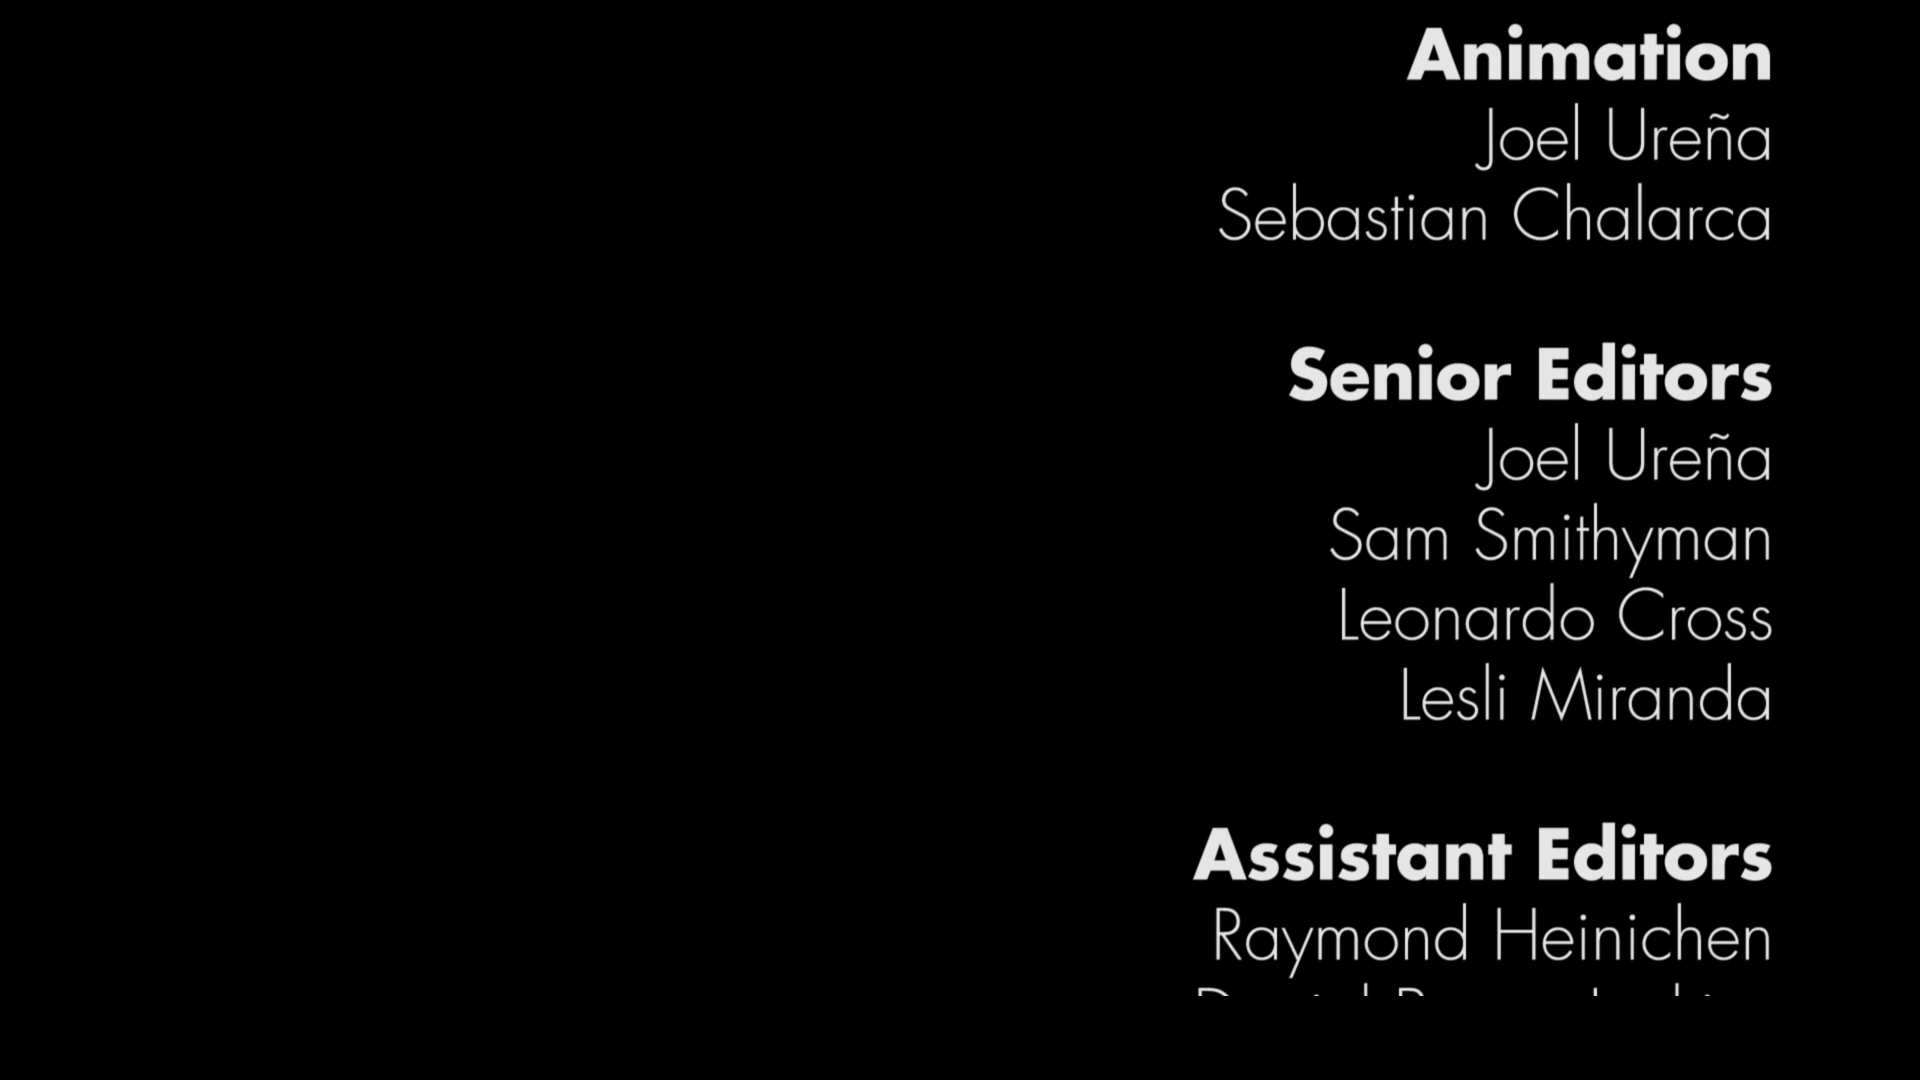 Animation
Joel Ureña
Sebastian Chalarca
Senior Editors
Joel Ureña
Sam Smithyman
Leonardo Cross
Lesli Miranda
Assistant Editors
Raymond Heinichen